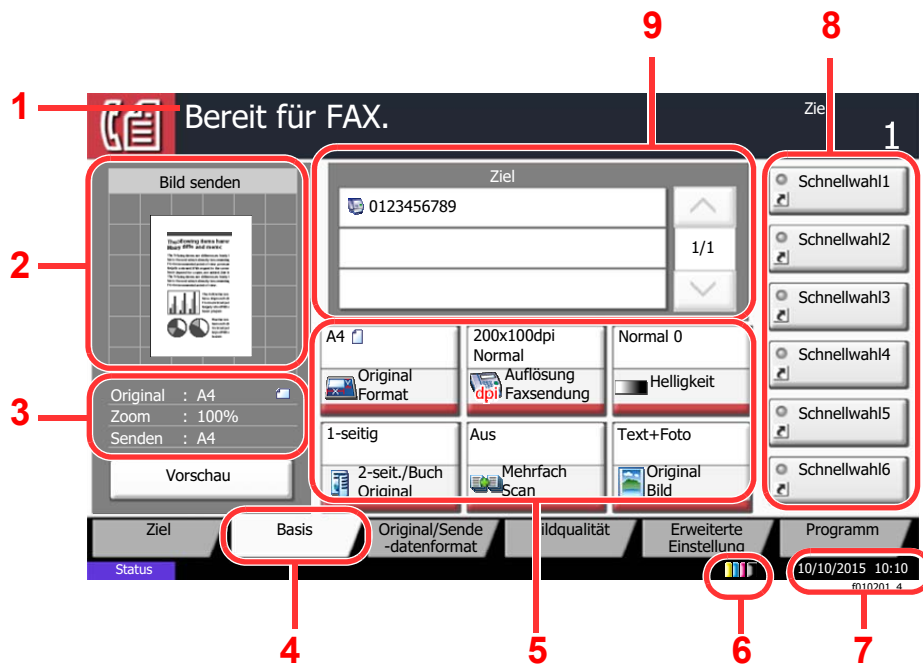 9
8
1
Bereit für FAX.
Zie
1
Bild senden
Ziel
0123456789
1/1
Schnellwahl1
Schnellwahl2
Schnellwahl3
Schnellwahl4
Schnellwahl5
Schnellwahl6
2
A4
Original
Format
200x100dpi
Normal
dpi
Auflösung
Faxsendung
Normal 0
Helligkeit
3
Original : A4
Zoom : 100%
Senden : A4
Vorschau
1-seitig
2-seit./Buch
Original
Aus
Mehrfach
Scan
Text+Foto
Original
Bild
Ziel
Basis
Original/Sende
-datenformat
ildqualität
Erweiterte
Einstellung
Programm
Status
10/10/2015 10:10
f010201_4
4
5
6
7